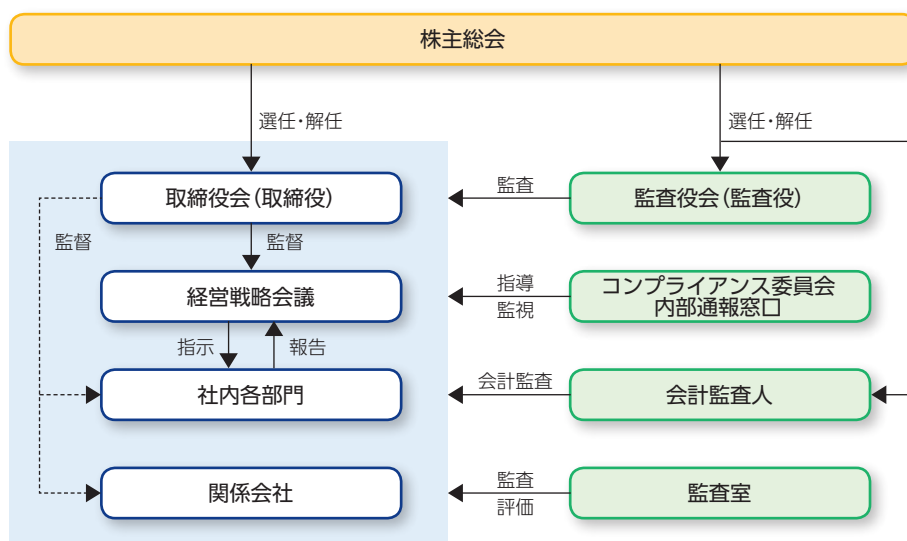 株主総会
選任・解任
選任・解任
取締役会(取締役)
監査
監査役会(監査役)
監督
監督
経営戦略会議
指導
監視
コンプライアンス委員会
内部通報窓口
指示
報告
社内各部門
会計監査
会計監査人
関係会社
監査
評価
監査室